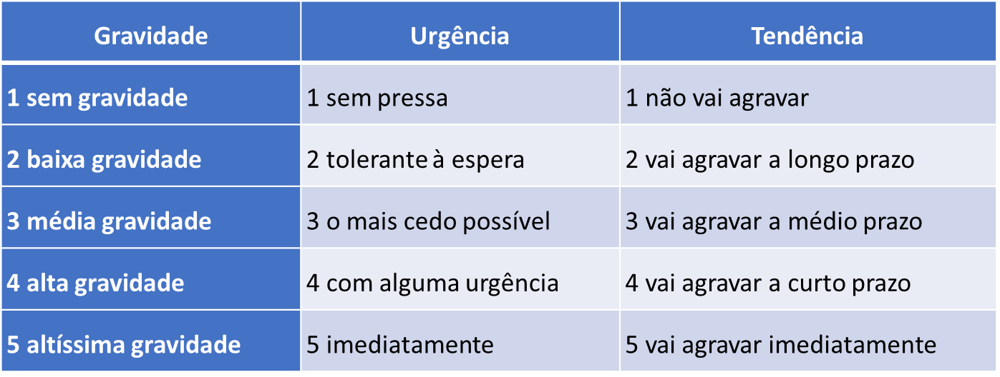 Gravidade Urgência Tendência
1 sem gravidade 1 sem pressa 1 não vai agravar
2 baixa gravidade 2 tolerante à espera 2 vai agravar a longo prazo
3 média gravidade 3 o mais cedo possível 3 vai agravar a médio prazo
4 alta gravidade 4 com alguma urgência 4 vai agravar a curto prazo
5 altíssima gravidade 5 imediatamente 5 vai agravar imediatamente